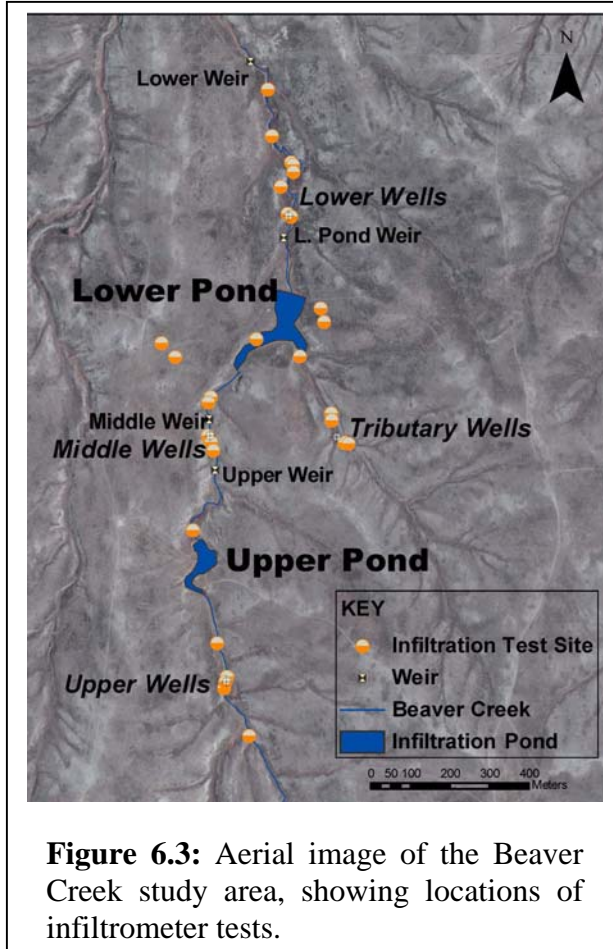 N
Lower Weir
Lower Wells
L. Pond Weir
Lower Pond
Middle Weir
Middle Wells
Tributary Wells
Upper Weir
Upper Pond
Upper Wells
KEY
Infiltration Test Site
Weir
Beaver Creek
Infiltration Pond
0 50 100 200 300 400
Meters
Figure 6.3: Aerial image of the Beaver
Creek study area, showing locations of
infiltrometer tests.